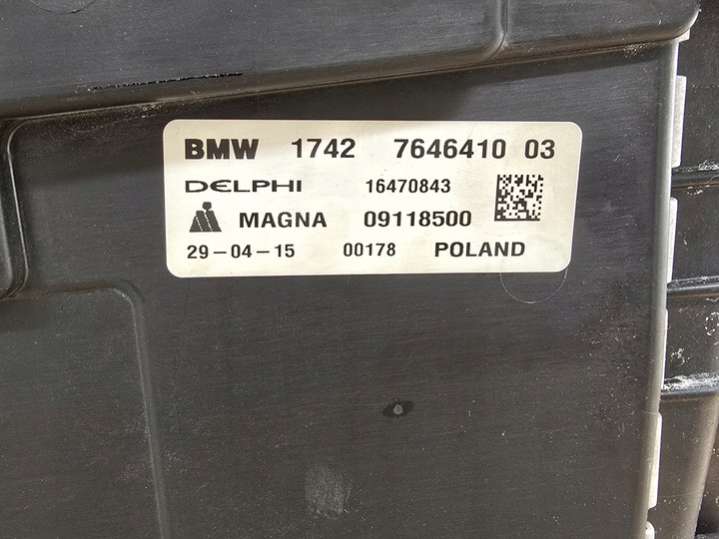 BMW 1742 7646410 03
DELPHI 16470843
MAGNA 09118500
29-04-15 00178 POLAND